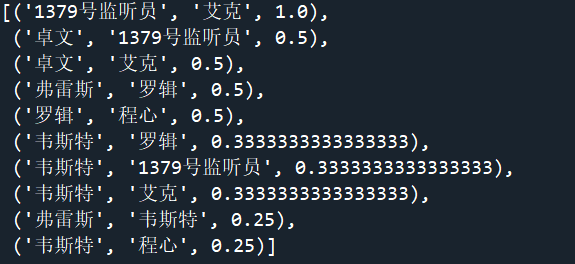 [('1379号监听员', '艾克', 1.0),
('卓文', '1379号监听员', 0.5),
('卓文', '艾克', 0.5),
('弗雷斯', '罗辑', 0.5),
('罗辑', '程心', 0.5),
('韦斯特', '罗辑', 0.3333333333333333),
('韦斯特', '1379号监听员', 0.3333333333333333),
('韦斯特', '艾克', 0.3333333333333333),
('弗雷斯', '韦斯特', 0.25),
('韦斯特', '程心', 0.25)]